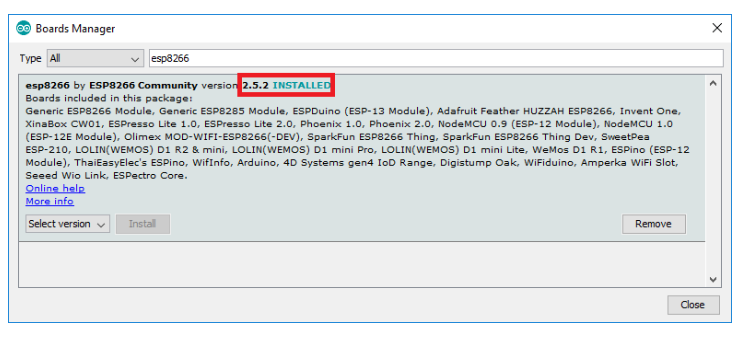 Boards Manager
Type All esp8266
esp8266 by ESP8266 Community version 2.5.2 INSTALLED
Boards included in this package:
Generic ESP8266 Module, Generic ESP8285 Module, ESPDuino (ESP-13 Module), Adafruit Feather HUZZAH ESP8266, Invent One,
XinaBox CW01, ESPresso Lite 1.0, ESPresso Lite 2.0, Phoenix 1.0, Phoenix 2.0, NodeMCU 0.9 (ESP-12 Module), NodeMCU 1.0
(ESP-12E Module), Olimex MOD-WIFI-ESP8266(-DEV), SparkFun ESP8266 Thing, SparkFun ESP8266 Thing Dev, SweetPea
ESP-210, LOLIN(WEMOS) D1 R2 & mini, LOLIN(WEMOS) D1 mini Pro, LOLIN(WEMOS) D1 mini Lite, WeMos D1 R1, ESPino (ESP-12
Module), ThaiEasyElec's ESPino, WifInfo, Arduino, 4D Systems gen4 IoD Range, Digistump Oak, WiFiduino, Amperka WiFi Slot,
Seeed Wio Link, ESPectro Core.
Online help
More info
Select version Install Remove
Close